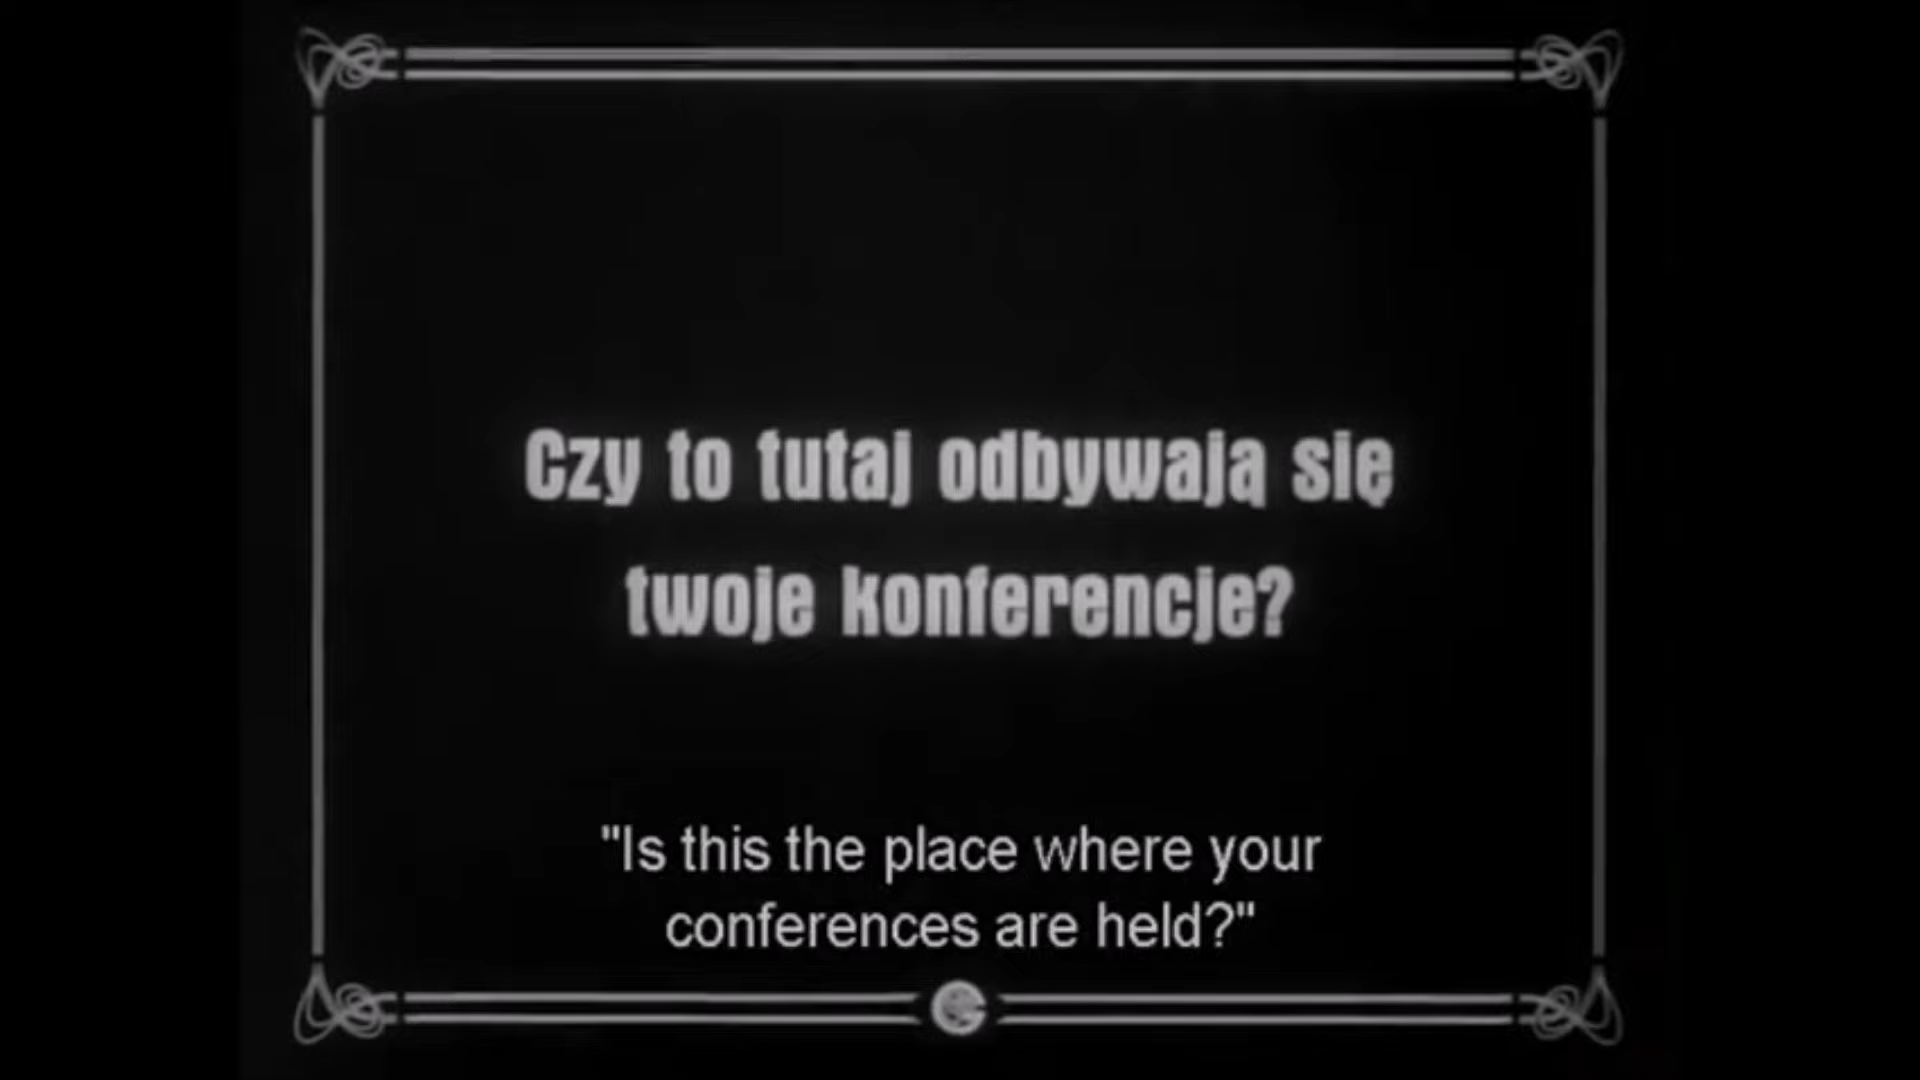 Czy to tutaj odbywają się
twoje konferencje?
"Is this the place where your
conferences are held?"